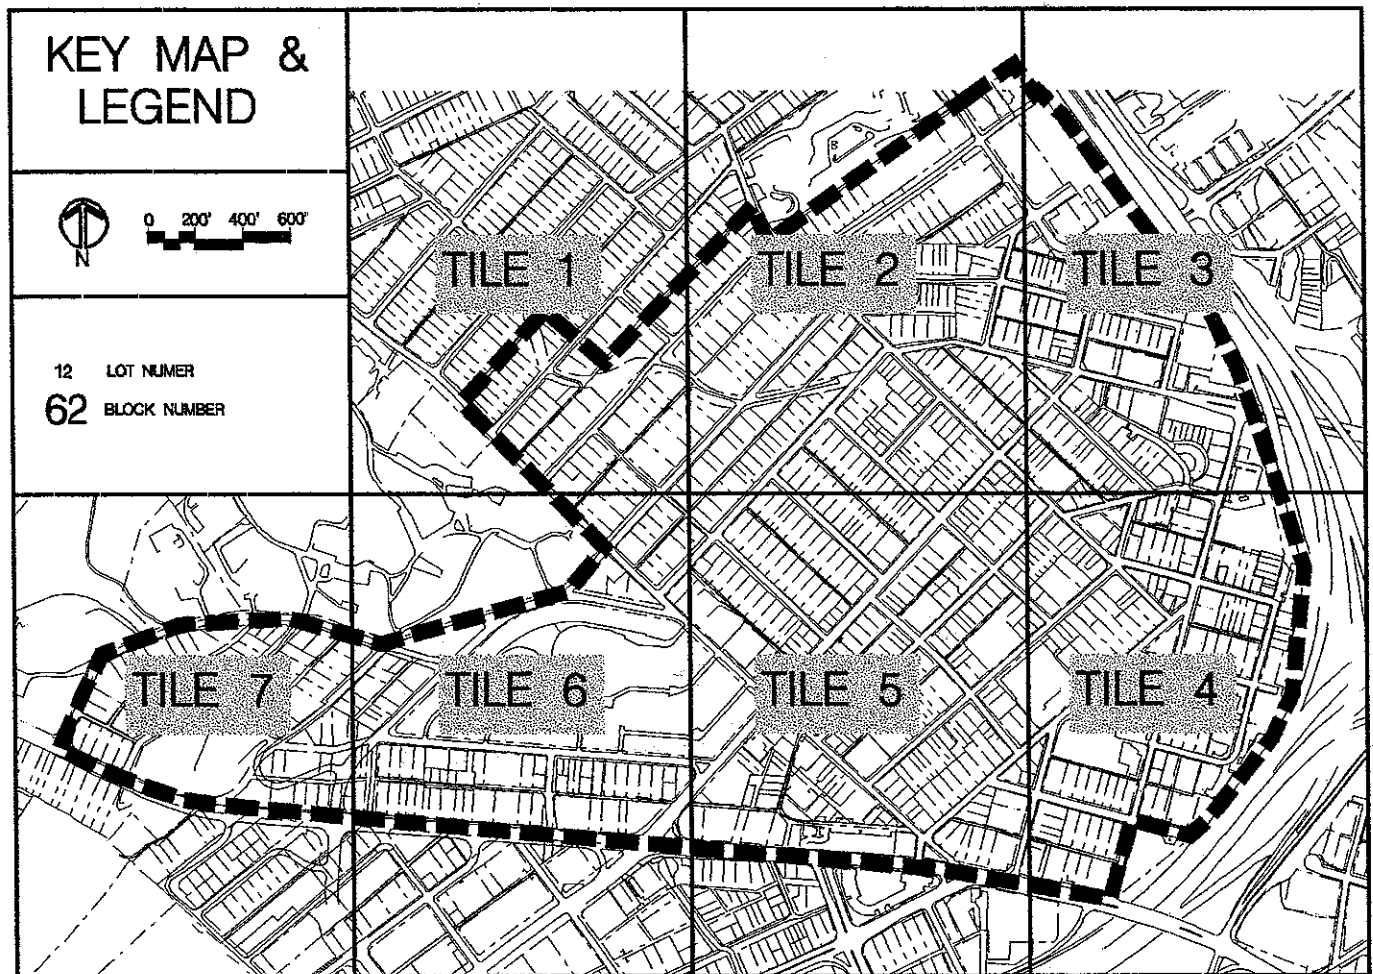 KEY MAP &
LEGEND
0 200' 400' 600'
N
12 LOT NUMER
62 BLOCK NUMBER
TILE 1
TILE 2
TILE 3
TILE 7
TILE 6
TILE 5
TILE 4